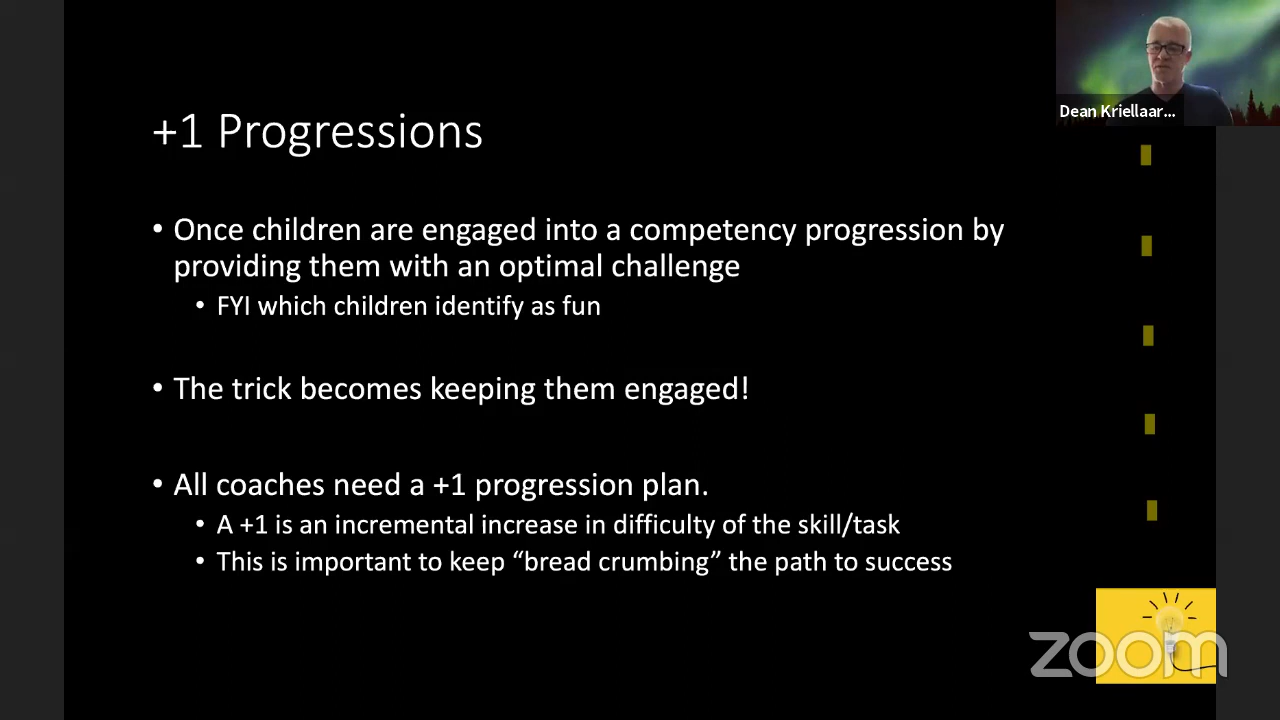 Dean Kriellaar...
+1 Progressions
• Once children are engaged into a competency progression by
providing them with an optimal challenge
• FYI which children identify as fun
• The trick becomes keeping them engaged!
• All coaches need a +1 progression plan.
• A +1 is an incremental increase in difficulty of the skill/task
• This is important to keep “bread crumbing” the path to success
zoom